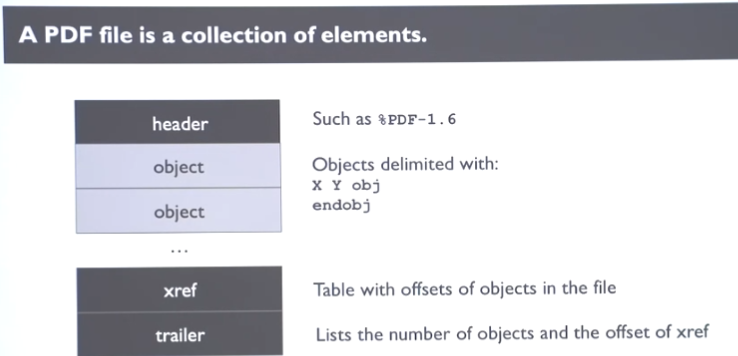 A PDF file is a collection of elements.
header
Such as %PDF-1.6
object
Objects delimited with:
X Y obj
endobj
object
...
xref
Table with offsets of objects in the file
trailer
Lists the number of objects and the offset of xref